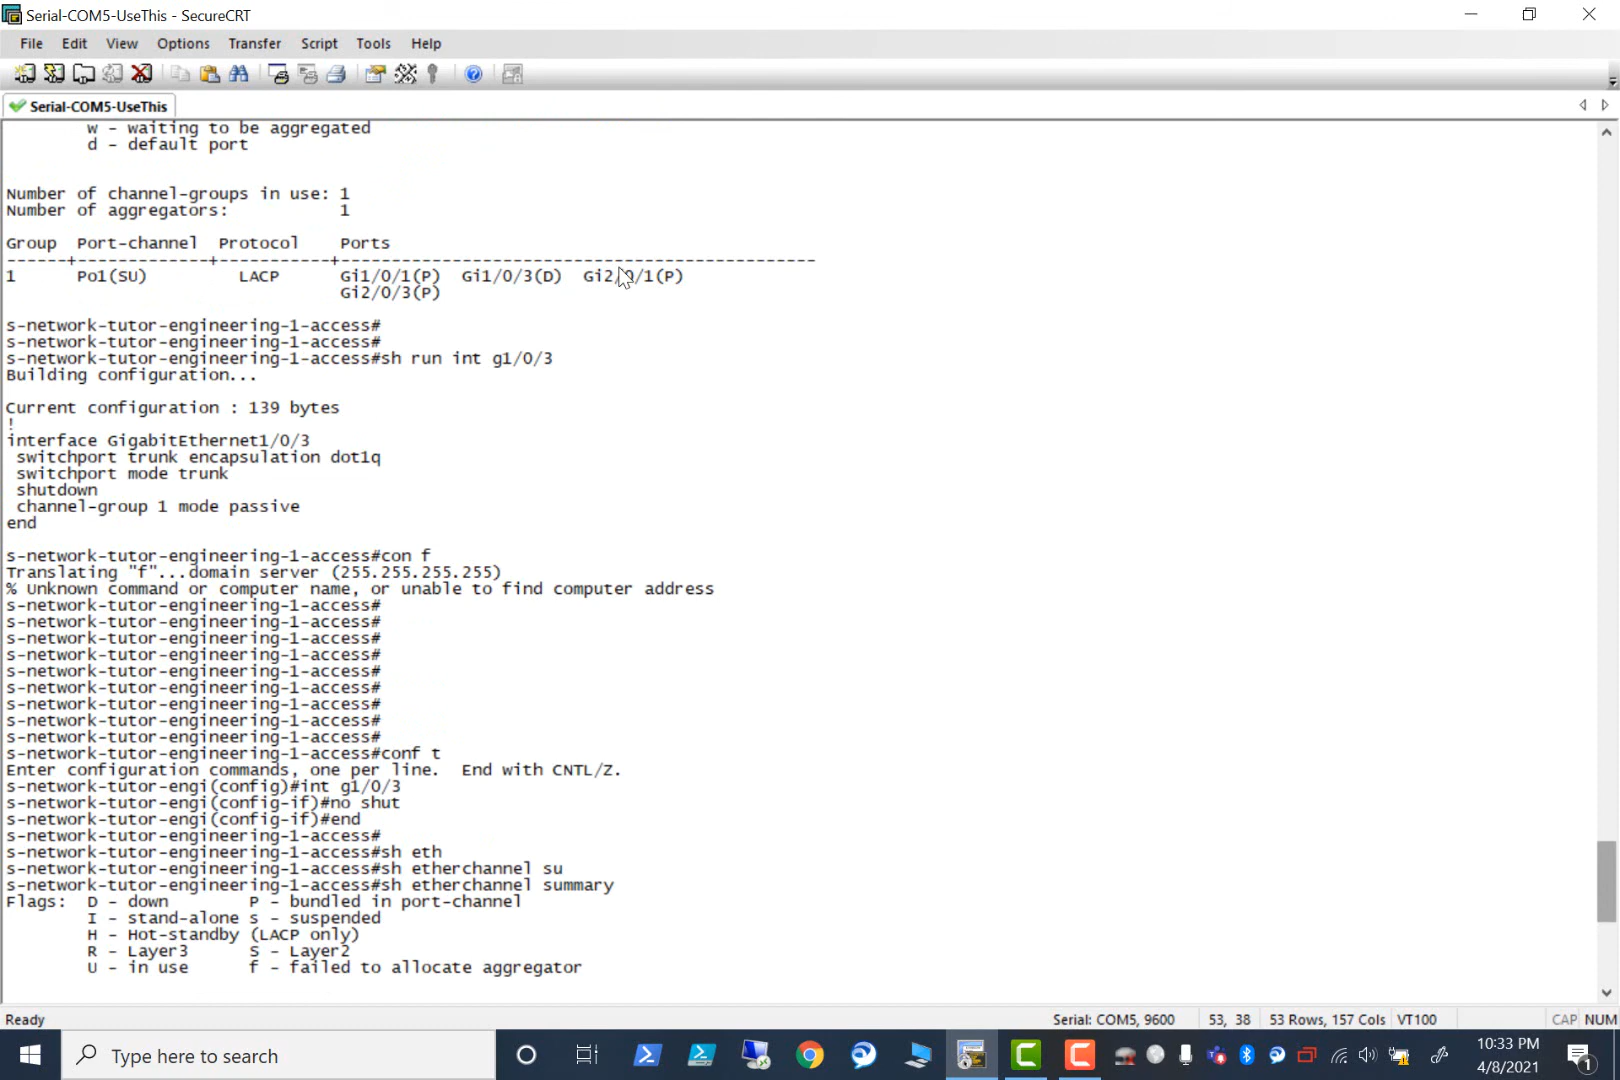 Serial-COM5-UseThis - SecureCRT
File Edit View Options Transfer Script Tools Help
Serial-COM5-UseThis
w - waiting to be aggregated
d - default port
Number of channel-groups in use: 1
Number of aggregators: 1
Group Port-channel Protocol Ports
------+-------------+-----------+-----------------------------------------------
1 Po1(SU) LACP Gi1/0/1(P) Gi1/0/3(D) Gi2/0/1(P)
Gi2/0/3(P)
s-network-tutor-engineering-1-access#
s-network-tutor-engineering-1-access#
s-network-tutor-engineering-1-access#sh run int g1/0/3
Building configuration...
Current configuration : 139 bytes
!
interface GigabitEthernet1/0/3
switchport trunk encapsulation dot1q
switchport mode trunk
shutdown
channel-group 1 mode passive
end
s-network-tutor-engineering-1-access#con f
Translating "f"...domain server (255.255.255.255)
% Unknown command or computer name, or unable to find computer address
s-network-tutor-engineering-1-access#
s-network-tutor-engineering-1-access#
s-network-tutor-engineering-1-access#
s-network-tutor-engineering-1-access#
s-network-tutor-engineering-1-access#
s-network-tutor-engineering-1-access#
s-network-tutor-engineering-1-access#
s-network-tutor-engineering-1-access#
s-network-tutor-engineering-1-access#
s-network-tutor-engineering-1-access#conf t
Enter configuration commands, one per line. End with CNTL/Z.
s-network-tutor-engi(config)#int g1/0/3
s-network-tutor-engi(config-if)#no shut
s-network-tutor-engi(config-if)#end
s-network-tutor-engineering-1-access#
s-network-tutor-engineering-1-access#sh eth
s-network-tutor-engineering-1-access#sh etherchannel su
s-network-tutor-engineering-1-access#sh etherchannel summary
Flags: D - down P - bundled in port-channel
I - stand-alone s - suspended
H - Hot-standby (LACP only)
R - Layer3 S - Layer2
U - in use f - failed to allocate aggregator
Ready Serial: COM5, 9600 53, 38 53 Rows, 157 Cols VT100 CAP NUM
Type here to search
10:33 PM
4/8/2021
1